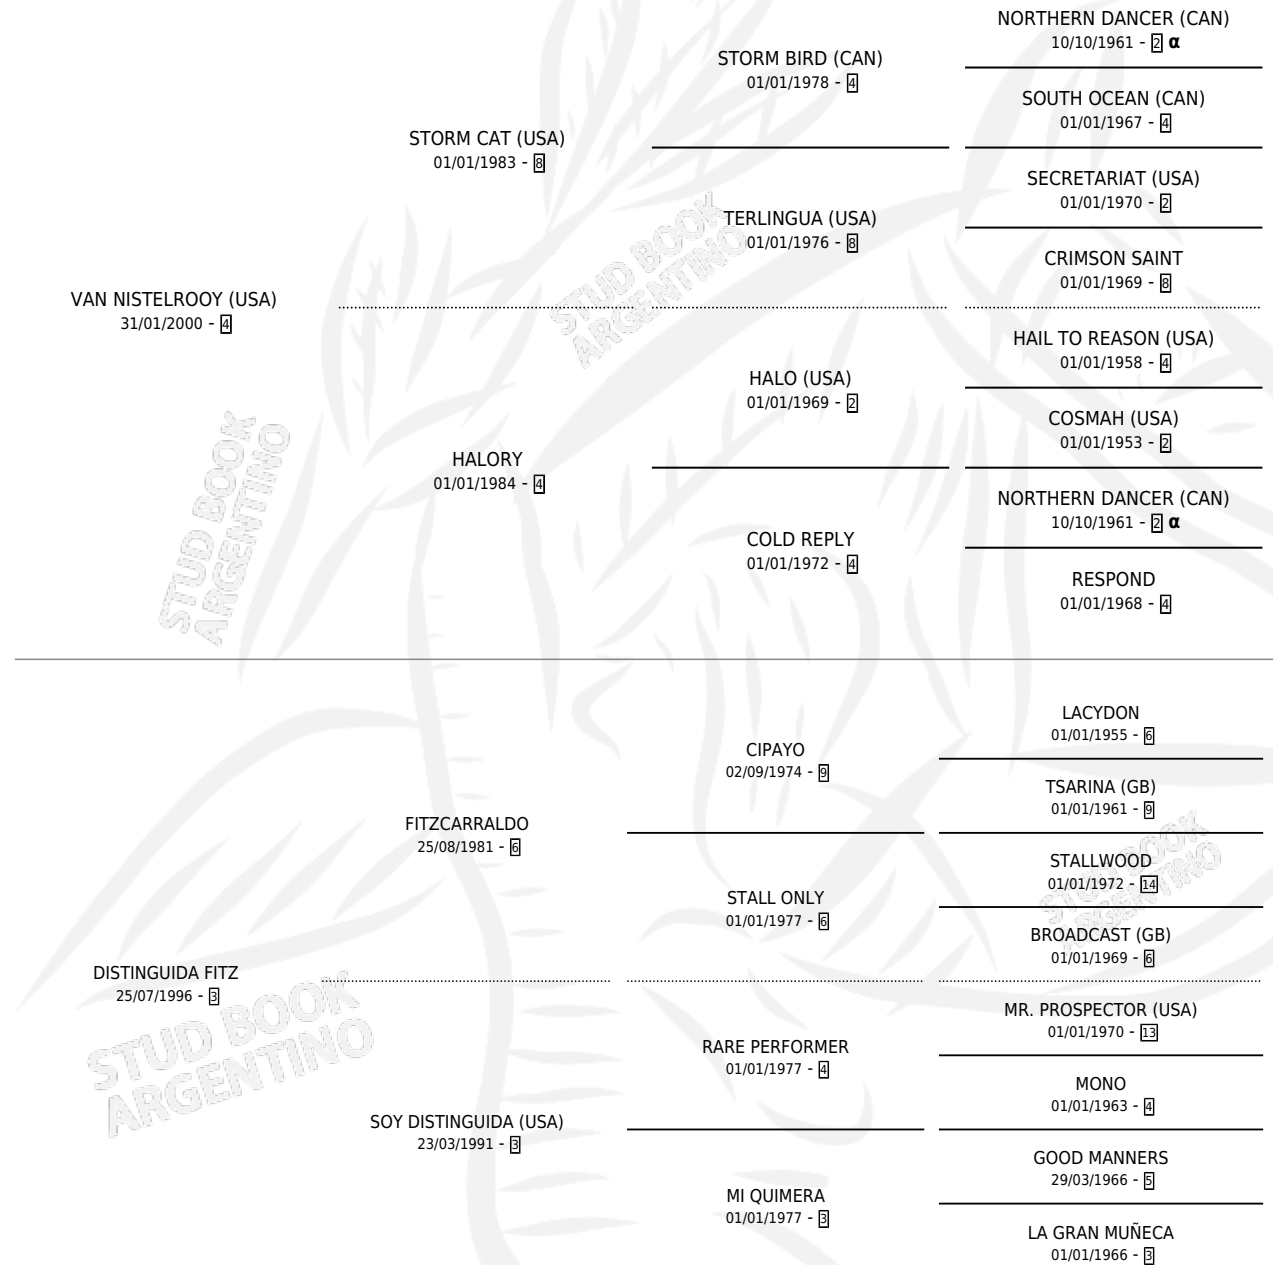 NORTHERN DANCER (CAN)
10/10/1961 - 2 α
STORM BIRD (CAN)
01/01/1978 - 4
SOUTH OCEAN (CAN)
01/01/1967 - 4
STORM CAT (USA)
01/01/1983 - 8
SECRETARIAT (USA)
01/01/1970 - 2
TERLINGUA (USA)
01/01/1976 - 8
CRIMSON SAINT
01/01/1969 - 8
VAN NISTELROOY (USA)
31/01/2000 - 4
HAIL TO REASON (USA)
01/01/1958 - 4
HALO (USA)
01/01/1969 - 2
COSMAH (USA)
01/01/1953 - 2
HALORY
01/01/1984 - 4
NORTHERN DANCER (CAN)
10/10/1961 - 2 α
COLD REPLY
01/01/1972 - 4
RESPOND
01/01/1968 - 4
LACYDON
01/01/1955 - 6
CIPAYO
02/09/1974 - 9
TSARINA (GB)
01/01/1961 - 9
FITZCARRALDO
25/08/1981 - 6
STALLWOOD
01/01/1972 - 14
STALL ONLY
01/01/1977 - 6
BROADCAST (GB)
01/01/1969 - 6
DISTINGUIDA FITZ
25/07/1996 - 3
MR. PROSPECTOR (USA)
01/01/1970 - 13
RARE PERFORMER
01/01/1977 - 4
MONO
01/01/1963 - 4
SOY DISTINGUIDA (USA)
23/03/1991 - 3
GOOD MANNERS
29/03/1966 - 5
MI QUIMERA
01/01/1977 - 3
LA GRAN MUÑECA
01/01/1966 - 3
STUD BOOK
ARGENTINO
STUD BOOK
ARGENTINO
STUD BOOK
ARGENTINO
STUD BOOK
ARGENTINO